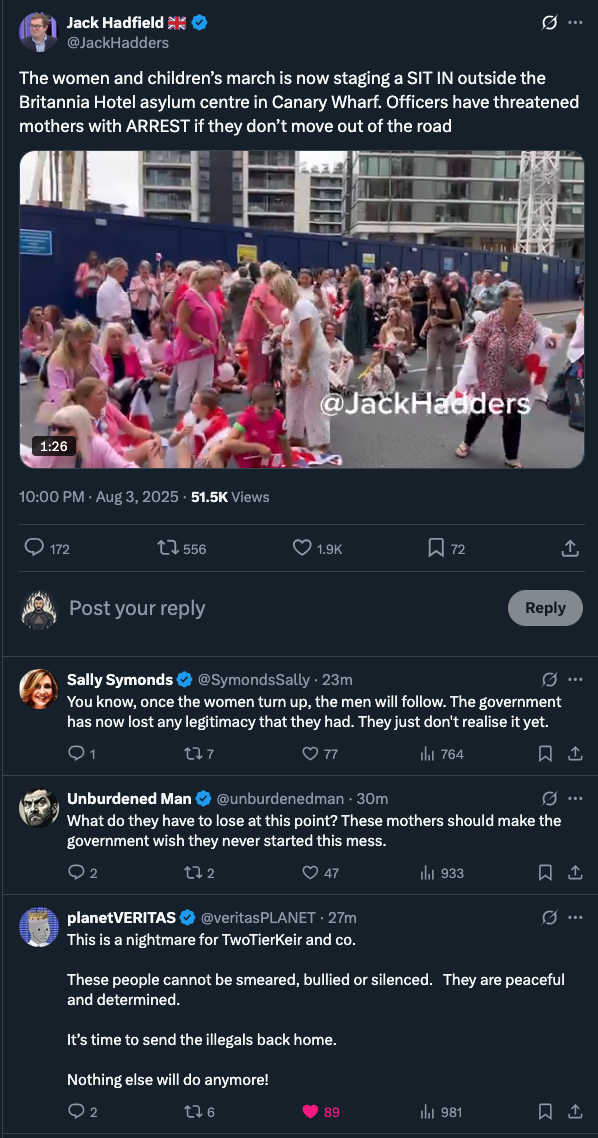 Jack Hadfield 🇬🇧
@JackHadders
The women and children’s march is now staging a SIT IN outside the
Britannia Hotel asylum centre in Canary Wharf. Officers have threatened
mothers with ARREST if they don’t move out of the road
@JackHadders
1:26
10:00 PM · Aug 3, 2025 · 51.5K Views
172 556 1.9K 72
Post your reply
Reply
Sally Symonds @SymondsSally · 23m
You know, once the women turn up, the men will follow. The government
has now lost any legitimacy that they had. They just don't realise it yet.
1 7 77 764
Unburdened Man @unburdenedman · 30m
What do they have to lose at this point? These mothers should make the
government wish they never started this mess.
2 2 47 933
planetVERITAS @veritasPLANET · 27m
This is a nightmare for TwoTierKeir and co.
These people cannot be smeared, bullied or silenced.  They are peaceful
and determined.
It’s time to send the illegals back home.
Nothing else will do anymore!
2 6 89 981